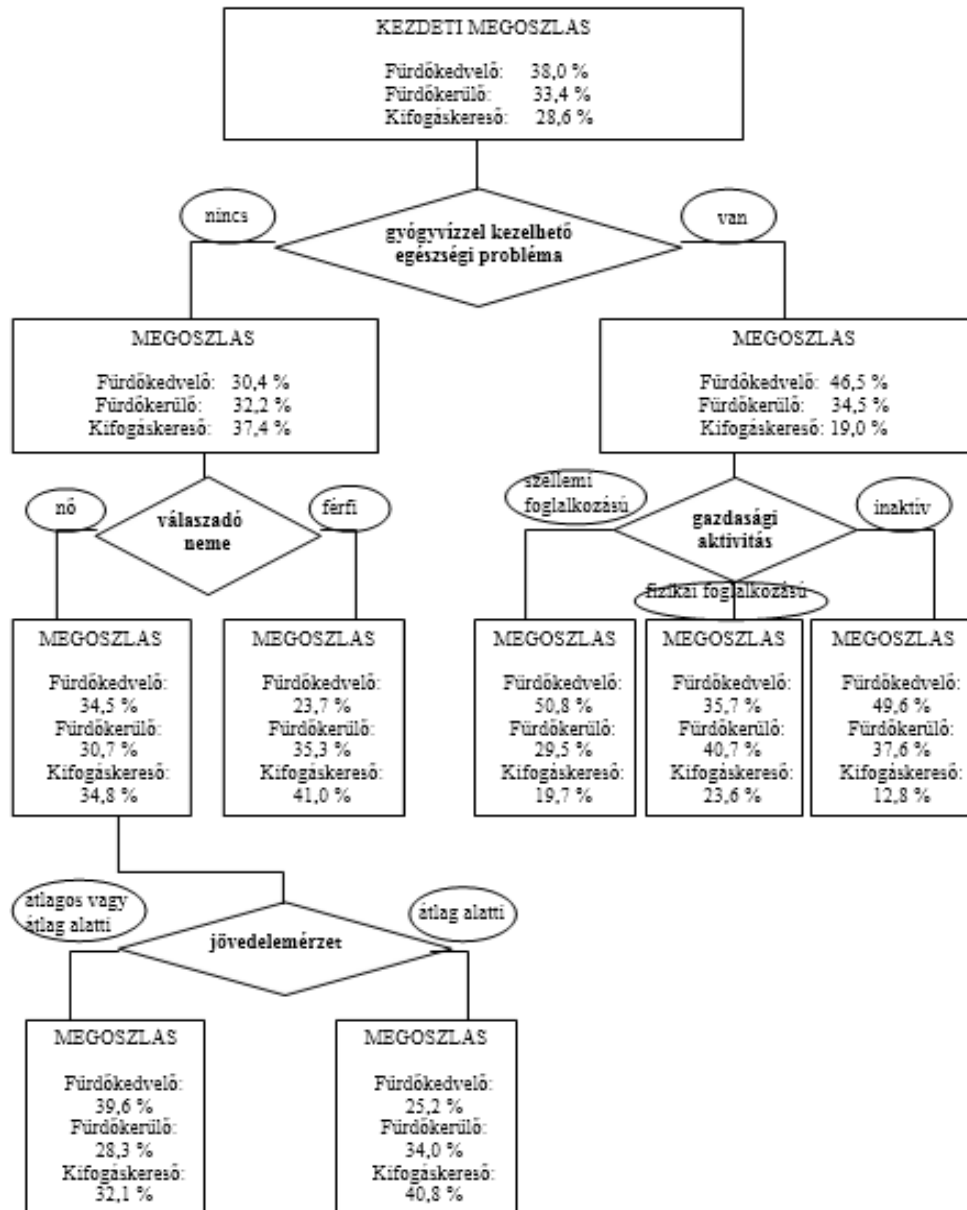 KEZDETI MEGOSZLAS
Fürdőkedvelő: 38,0 %
Fürdőkerülő: 33,4 %
Kifogáskereső: 28,6 %
nincs
van
gyógyvízzel kezelhető
egészségi probléma
MEGOSZLAS
Fürdőkedvelő: 30,4 %
Fürdőkerülő: 32,2 %
Kifogáskereső: 37,4 %
MEGOSZLAS
Fürdőkedvelő: 46,5 %
Fürdőkerülő: 34,5 %
Kifogáskereső: 19,0 %
nő
válaszadó
neme
férfi
szellemi
foglalkozású
gazdasági
aktivitás
inaktív
fizikai foglalkozású
MEGOSZLAS
Fürdőkedvelő:
34,5 %
Fürdőkerülő:
30,7 %
Kifogáskereső:
34,8 %
MEGOSZLAS
Fürdőkedvelő:
23,7 %
Fürdőkerülő:
35,3 %
Kifogáskereső:
41,0 %
MEGOSZLAS
Fürdőkedvelő:
50,8 %
Fürdőkerülő:
29,5 %
Kifogáskereső:
19,7 %
MEGOSZLAS
Fürdőkedvelő:
35,7 %
Fürdőkerülő:
40,7 %
Kifogáskereső:
23,6 %
MEGOSZLAS
Fürdőkedvelő:
49,6 %
Fürdőkerülő:
37,6 %
Kifogáskereső:
12,8 %
átlagos vagy
átlag alatti
jövedelemérzet
átlag alatti
MEGOSZLAS
Fürdőkedvelő:
39,6 %
Fürdőkerülő:
28,3 %
Kifogáskereső:
32,1 %
MEGOSZLAS
Fürdőkedvelő:
25,2 %
Fürdőkerülő:
34,0 %
Kifogáskereső:
40,8 %